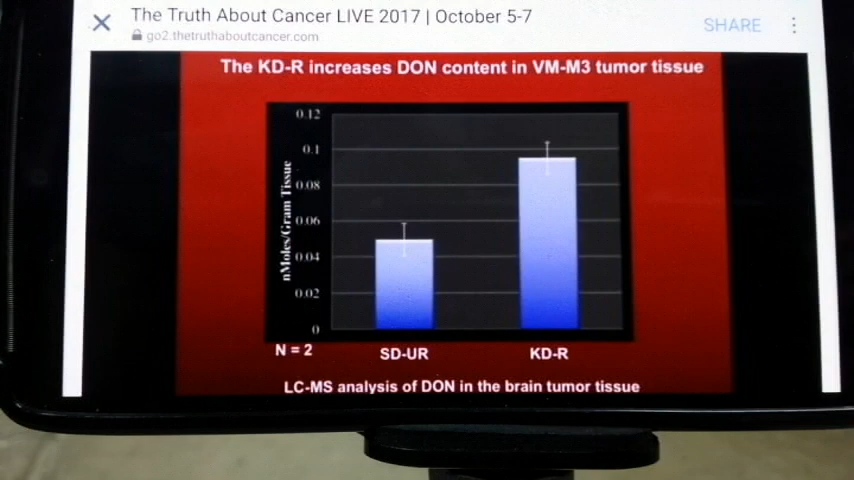 The Truth About Cancer LIVE 2017 | October 5-7
go2.thetruthaboutcancer.com
SHARE
The KD-R increases DON content in VM-M3 tumor tissue
nMoles/Gram Tissue
0.12
0.1
0.08
0.06
0.04
0.02
0
N = 2
SD-UR
KD-R
LC-MS analysis of DON in the brain tumor tissue